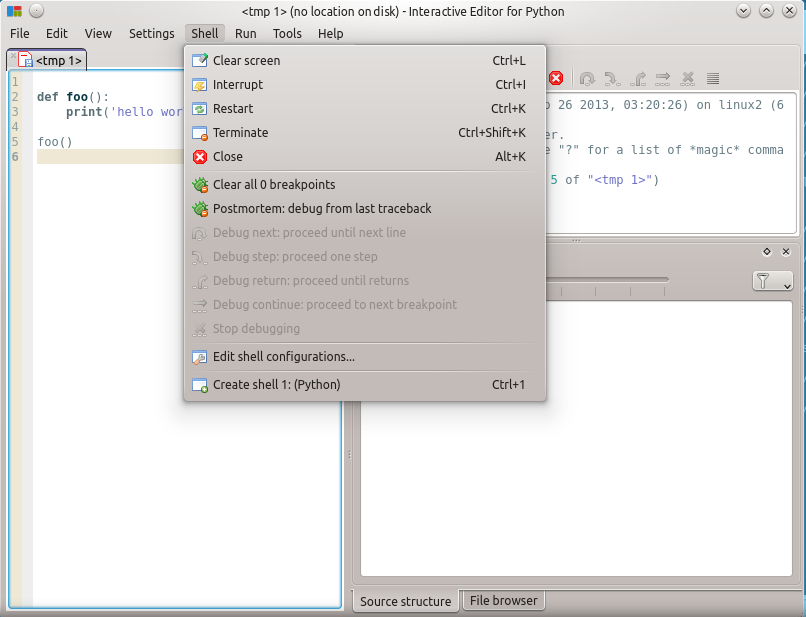 <tmp 1> (no location on disk) - Interactive Editor for Python
File Edit View Settings Shell Run Tools Help
<tmp 1>
1
2 def foo():
3 print('hello wor
4
5 foo()
6
Clear screen Ctrl+L
Interrupt Ctrl+I
Restart Ctrl+K
Terminate Ctrl+Shift+K
Close Alt+K
Clear all 0 breakpoints
Postmortem: debug from last traceback
Debug next: proceed until next line
Debug step: proceed one step
Debug return: proceed until returns
Debug continue: proceed to next breakpoint
Stop debugging
Edit shell configurations...
Create shell 1: (Python) Ctrl+1
26 2013, 03:20:26) on linux2 (6
er.
e "?" for a list of *magic* comma
5 of "<tmp 1>")
Source structure File browser